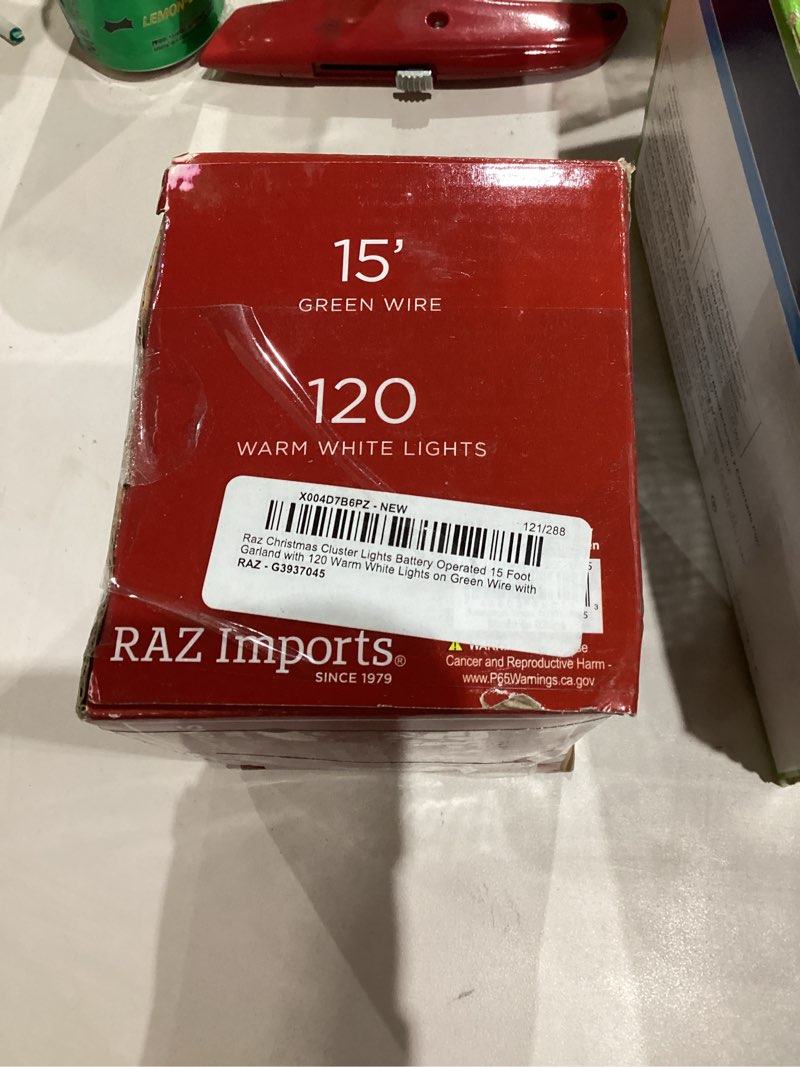 LEMON
15’
GREEN WIRE
120
WARM WHITE LIGHTS
X004D7B6PZ - NEW
121/288
Raz Christmas Cluster Lights Battery Operated 15 Foot
Garland with 120 Warm White Lights on Green Wire with
RAZ - G3937045
RAZ Imports®
SINCE 1979
Cancer and Reproductive Harm -
www.P65Warnings.ca.gov